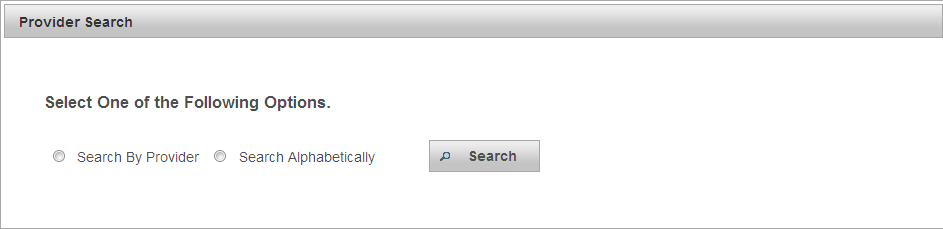 Provider Search
Select One of the Following Options.
Search By Provider Search Alphabetically Search